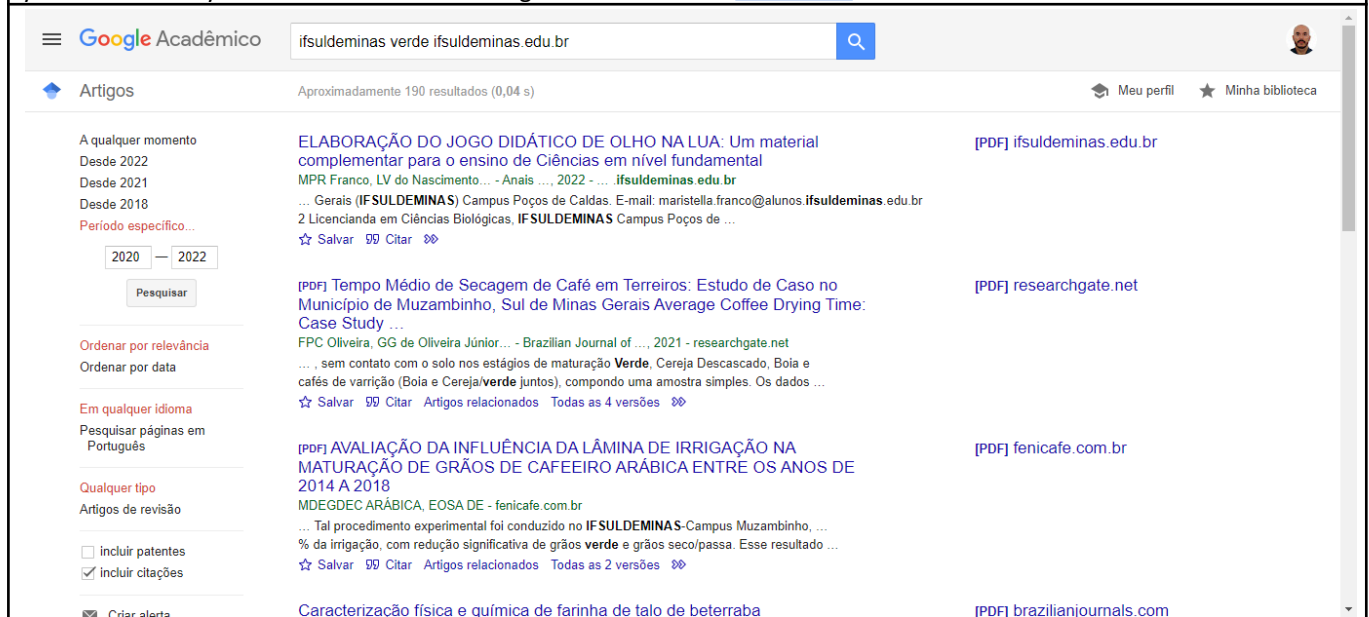 Google Acadêmico
ifsuldeminas verde ifsuldeminas.edu.br
Artigos
Aproximadamente 190 resultados (0,04 s)
Meu perfil
Minha biblioteca
A qualquer momento
Desde 2022
Desde 2021
Desde 2018
Período específico...
2020 — 2022
Pesquisar
Ordenar por relevância
Ordenar por data
Em qualquer idioma
Pesquisar páginas em
Português
Qualquer tipo
Artigos de revisão
incluir patentes
incluir citações
Criar alerta
ELABORAÇÃO DO JOGO DIDÁTICO DE OLHO NA LUA: Um material
complementar para o ensino de Ciências em nível fundamental
MPR Franco, LV do Nascimento... - Anais ..., 2022 - ... .ifsuldeminas.edu.br
... Gerais (IFSULDEMINAS) Campus Poços de Caldas. E-mail: maristella.franco@alunos.ifsuldeminas.edu.br
2 Licencianda em Ciências Biológicas, IFSULDEMINAS Campus Poços de ...
Salvar Citar
[PDF] ifsuldeminas.edu.br
[PDF] Tempo Médio de Secagem de Café em Terreiros: Estudo de Caso no
Município de Muzambinho, Sul de Minas Gerais Average Coffee Drying Time:
Case Study ...
FPC Oliveira, GG de Oliveira Júnior... - Brazilian Journal of ..., 2021 - researchgate.net
... , sem contato com o solo nos estágios de maturação Verde, Cereja Descascado, Boia e
cafés de varrição (Boia e Cereja/verde juntos), compondo uma amostra simples. Os dados ...
Salvar Citar Artigos relacionados Todas as 4 versões
[PDF] researchgate.net
[PDF] AVALIAÇÃO DA INFLUÊNCIA DA LÂMINA DE IRRIGAÇÃO NA
MATURAÇÃO DE GRÃOS DE CAFEEIRO ARÁBICA ENTRE OS ANOS DE
2014 A 2018
MDEGDEC ARÁBICA, EOSA DE - fenicafe.com.br
... Tal procedimento experimental foi conduzido no IFSULDEMINAS-Campus Muzambinho, ...
% da irrigação, com redução significativa de grãos verde e grãos seco/passa. Esse resultado ...
Salvar Citar Artigos relacionados Todas as 2 versões
[PDF] fenicafe.com.br
Caracterização física e química de farinha de talo de beterraba
[PDF] brazilianjournals.com